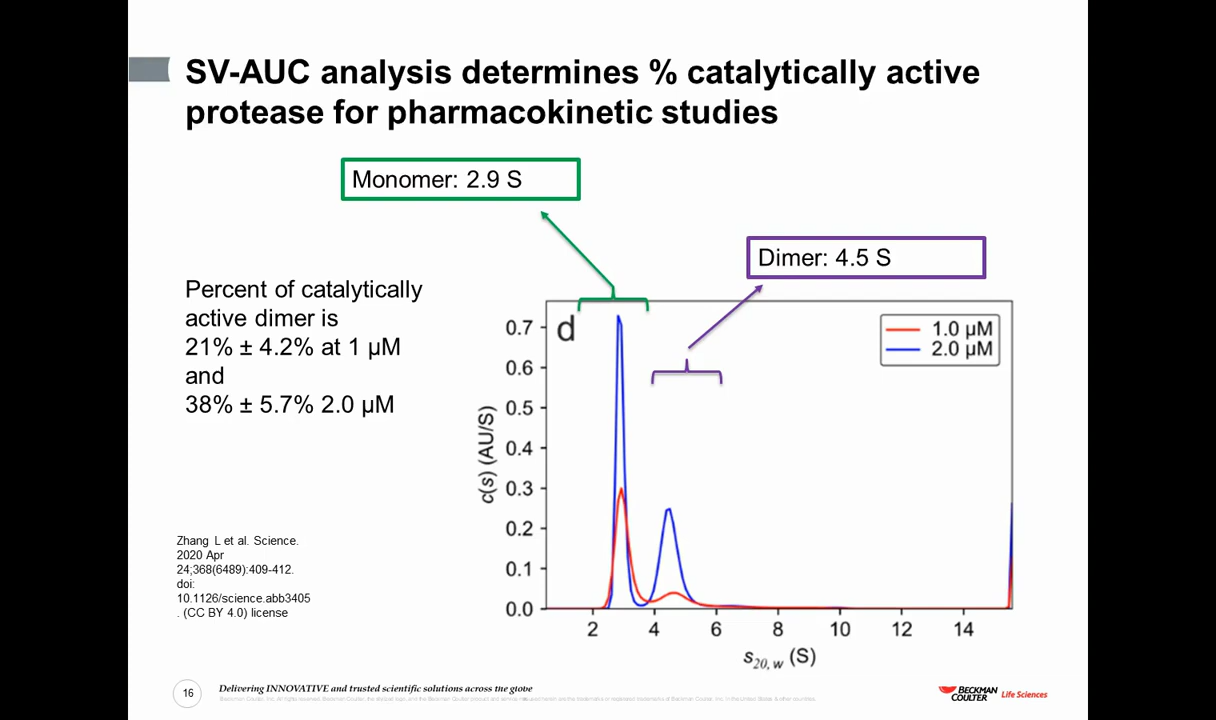 SV-AUC analysis determines % catalytically active
protease for pharmacokinetic studies
Monomer: 2.9 S
Dimer: 4.5 S
Percent of catalytically
active dimer is
21% ± 4.2% at 1 µM
and
38% ± 5.7% 2.0 µM
d
1.0 µM
2.0 µM
0.7
0.6
0.5
0.4
0.3
0.2
0.1
0.0
c(s) (AU/S)
2 4 6 8 10 12 14
s20, w (S)
Zhang L et al. Science.
2020 Apr
24;368(6489):409-412.
doi:
10.1126/science.abb3405
. (CC BY 4.0) license
16
Delivering INNOVATIVE and trusted scientific solutions across the globe
BECKMAN
COULTER
Life Sciences